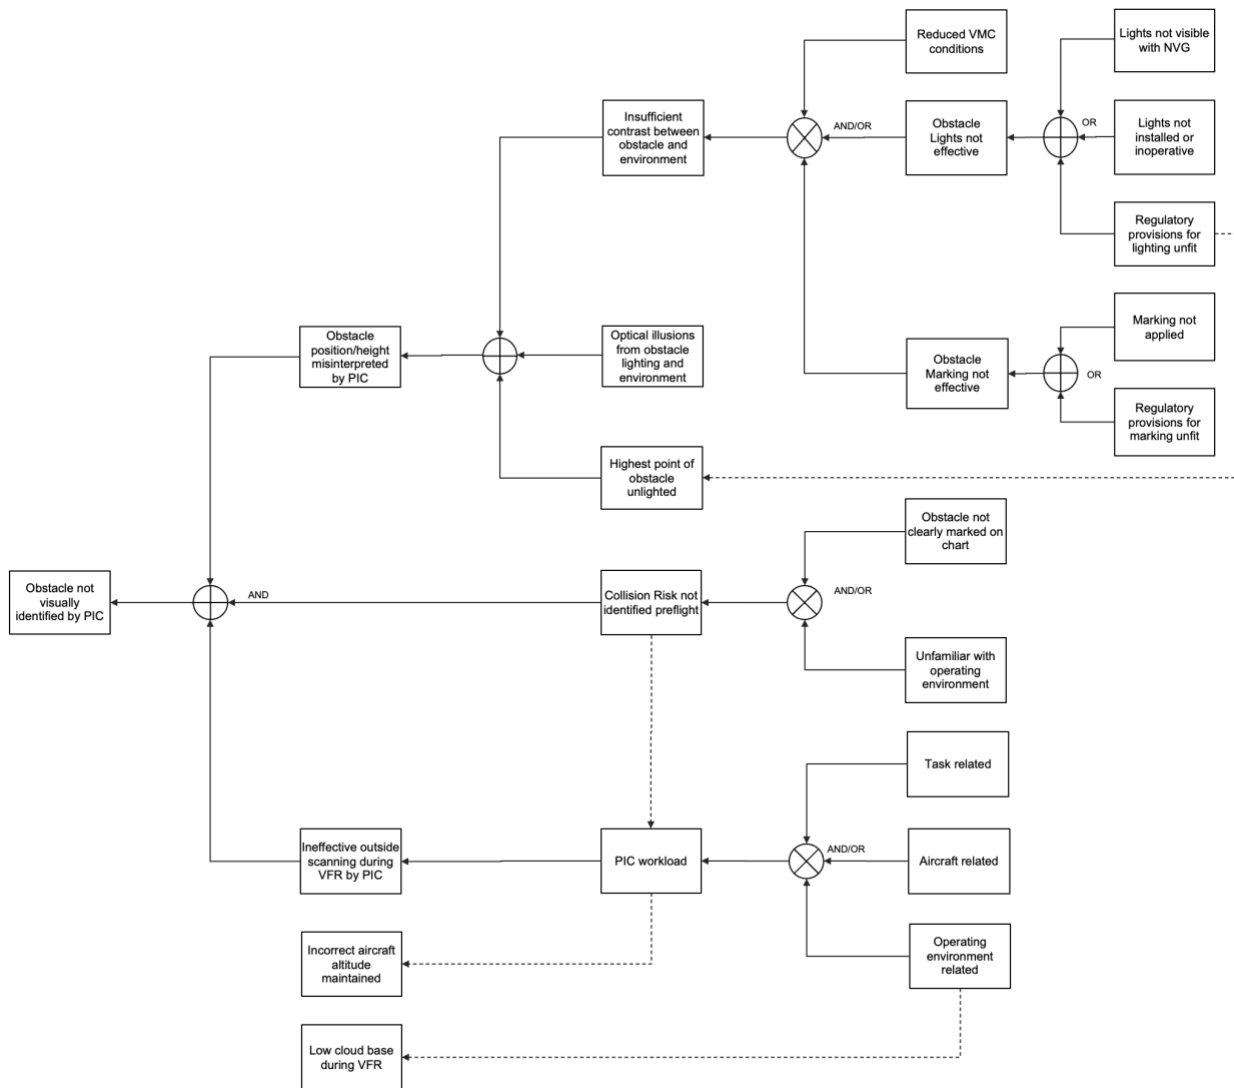 Reduced VMC
conditions
Lights not visible
with NVG
Insufficient
contrast between
obstacle and
environment
AND/OR
Obstacle
Lights not
effective
OR
Lights not
installed or
inoperative
Regulatory
provisions for
lighting unfit
Obstacle
position/height
misinterpreted
by PIC
Optical illusions
from obstacle
lighting and
environment
Obstacle
Marking not
effective
Marking not
applied
OR
Regulatory
provisions for
marking unfit
Highest point of
obstacle
unlighted
Obstacle not
clearly marked on
chart
Obstacle not
visually
identified by PIC
AND
Collision Risk not
identified preflight
AND/OR
Unfamiliar with
operating
environment
Task related
Ineffective outside
scanning during
VFR by PIC
PIC workload
AND/OR
Aircraft related
Incorrect aircraft
altitude
maintained
Operating
environment
related
Low cloud base
during VFR